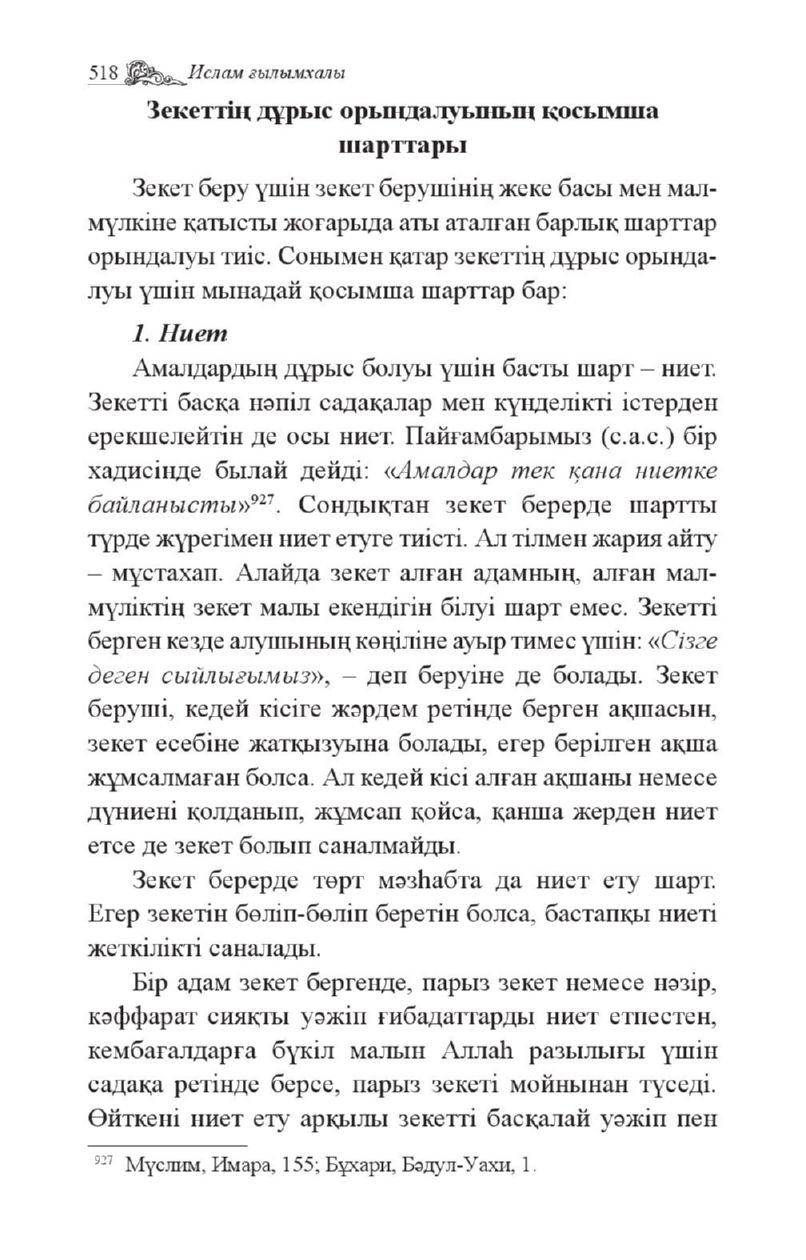 518 Ислам ғылымхалы
Зекеттің дұрыс орындалуының қосымша
шарттары
Зекет беру үшін зекет берушінің жеке басы мен мал-
мүлкіне қатысты жоғарыда аты аталған барлық шарттар
орындалуы тиіс. Сонымен қатар зекеттің дұрыс орында-
луы үшін мынадай қосымша шарттар бар:
1. Ниет
Амалдардың дұрыс болуы үшін басты шарт – ниет.
Зекетті басқа нәпіл садақалар мен күнделікті істерден
ерекшелейтін де осы ниет. Пайғамбарымыз (с.а.с.) бір
хадисінде былай дейді: «Амалдар тек қана ниетке
байланысты»⁹²⁷. Сондықтан зекет берерде шартты
түрде жүрегімен ниет етуге тиісті. Ал тілмен жария айту
– мұстахап. Алайда зекет алған адамның, алған мал-
мүліктің зекет малы екендігін білуі шарт емес. Зекетті
берген кезде алушының көңіліне ауыр тимес үшін: «Сізге
деген сыйлығымыз», – деп беруіне де болады. Зекет
беруші, кедей кісіге жәрдем ретінде берген ақшасын,
зекет есебіне жатқызуына болады, егер берілген ақша
жұмсалмаған болса. Ал кедей кісі алған ақшаны немесе
дүниені қолданып, жұмсап қойса, қанша жерден ниет
етсе де зекет болып саналмайды.
Зекет берерде төрт мәзһабта да ниет ету шарт.
Егер зекетін бөліп-бөліп беретін болса, бастапқы ниеті
жеткілікті саналады.
Бір адам зекет бергенде, парыз зекет немесе нәзір,
кәффарат сияқты уәжіп ғибадаттарды ниет етпестен,
кембағалдарға бүкіл малын Аллаһ разылығы үшін
садақа ретінде берсе, парыз зекеті мойнынан түседі.
Өйткені ниет ету арқылы зекетті басқалай уәжіп пен
⁹²⁷ Мүслим, Имара, 155; Бұхари, Бәдул-Уахи, 1.